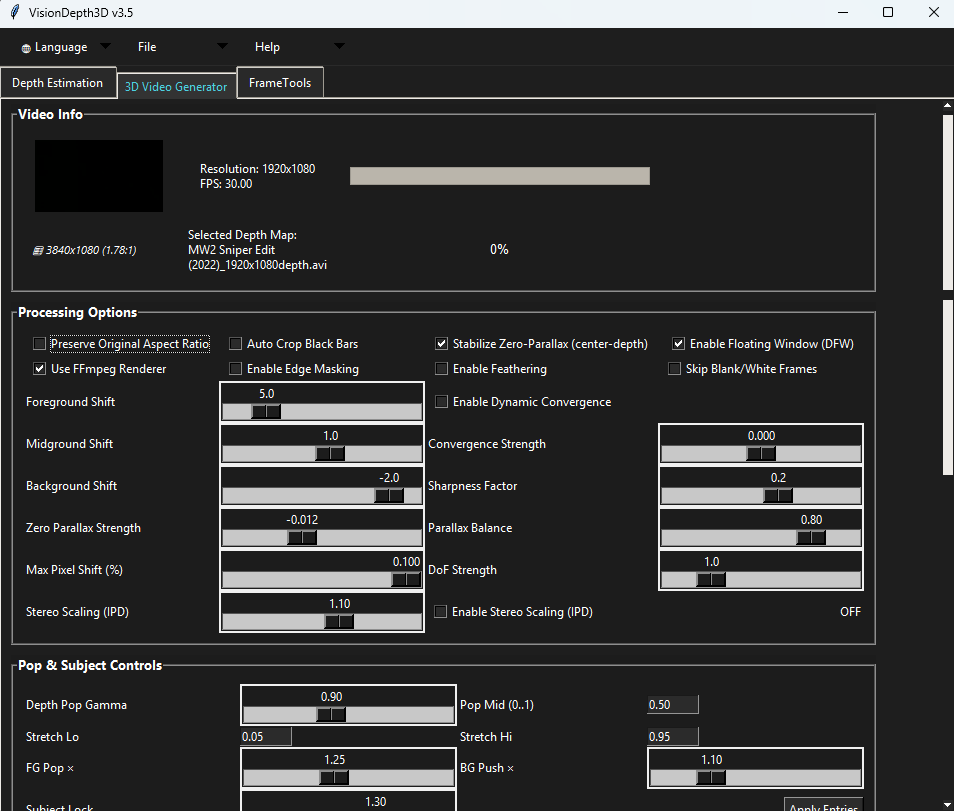 VisionDepth3D v3.5
Language File Help
Depth Estimation 3D Video Generator FrameTools
Video Info
Resolution: 1920x1080
FPS: 30.00
3840x1080 (1.78:1)
Selected Depth Map:
MW2 Sniper Edit
(2022)_1920x1080depth.avi
0%
Processing Options
Preserve Original Aspect Ratio Auto Crop Black Bars Stabilize Zero-Parallax (center-depth) Enable Floating Window (DFW)
Use FFmpeg Renderer Enable Edge Masking Enable Feathering Skip Blank/White Frames
Foreground Shift 5.0 Enable Dynamic Convergence
Midground Shift 1.0 Convergence Strength 0.000
Background Shift -2.0 Sharpness Factor 0.2
Zero Parallax Strength -0.012 Parallax Balance 0.80
Max Pixel Shift (%) 0.100 DoF Strength 1.0
Stereo Scaling (IPD) 1.10 Enable Stereo Scaling (IPD) OFF
Pop & Subject Controls
Depth Pop Gamma 0.90 Pop Mid (0..1) 0.50
Stretch Lo 0.05 Stretch Hi 0.95
FG Pop × 1.25 BG Push × 1.10
Subject Lock 1.30 Apply Entries